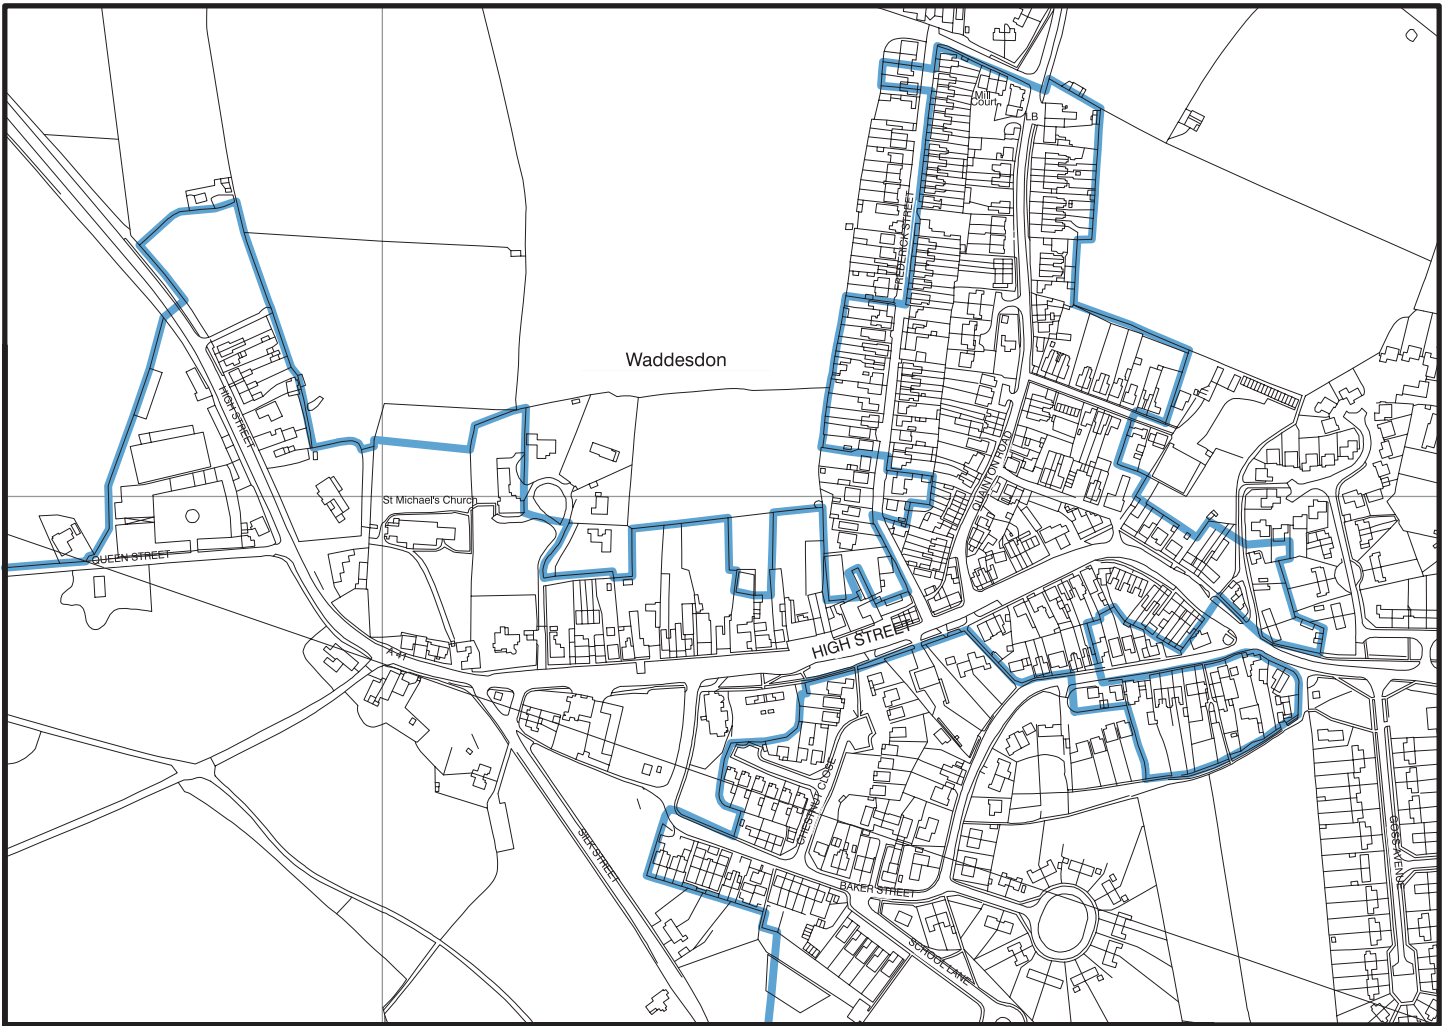 Mill
Court
LB
FREDERICK STREET
Waddesdon
HIGH STREET
QUAINTON ROAD
St Michael's Church
QUEEN STREET
HIGH STREET
A 41
CHESTNUT CLOSE
SILK STREET
BAKER STREET
GOSS AVENUE
SCHOOL LANE